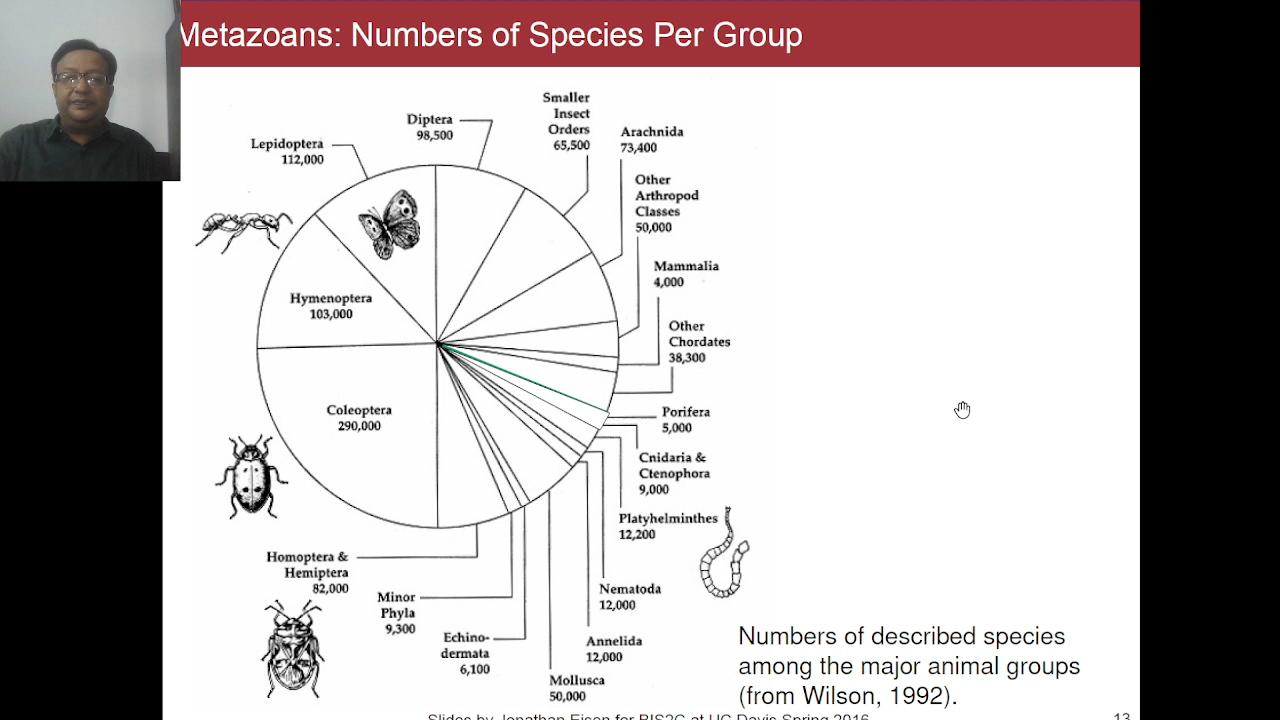 Metazoans: Numbers of Species Per Group
Smaller
Insect
Orders
65,500
Diptera
98,500
Lepidoptera
112,000
Arachnida
73,400
Other
Arthropod
Classes
50,000
Mammalia
4,000
Other
Chordates
38,300
Hymenoptera
103,000
Coleoptera
290,000
Porifera
5,000
Cnidaria &
Ctenophora
9,000
Platyhelminthes
12,200
Nematoda
12,000
Annelida
12,000
Mollusca
50,000
Echino-
dermata
6,100
Minor
Phyla
9,300
Homoptera &
Hemiptera
82,000
Numbers of described species
among the major animal groups
(from Wilson, 1992).
Slides by Jonathan Eisen for BIS2C at UC Davis Spring 2016
13